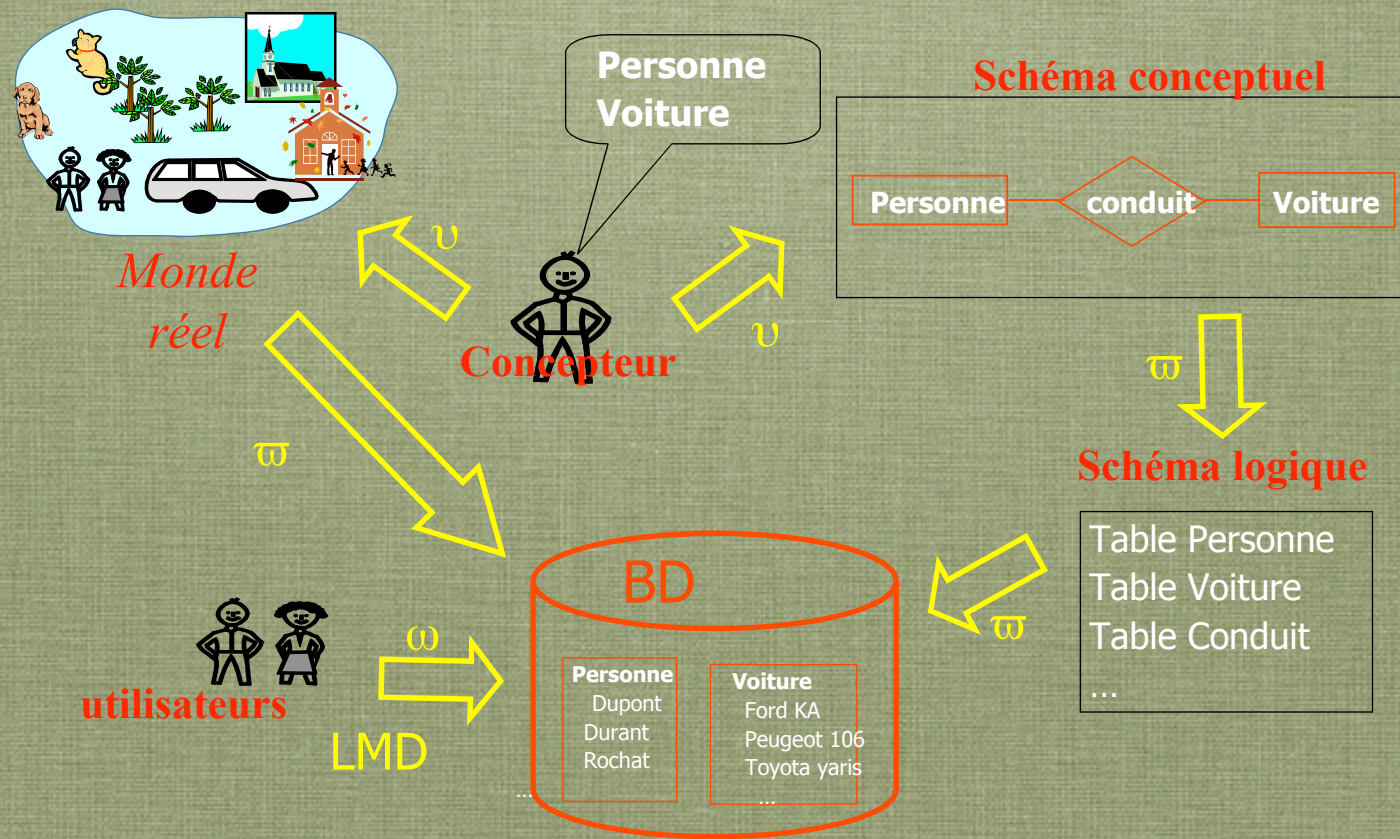 Personne
Voiture
Schéma conceptuel
Personne
conduit
Voiture
υ
υ
Monde
réel
Concepteur
ϖ
ϖ
Schéma logique
Table Personne
Table Voiture
Table Conduit
...
ϖ
BD
Personne
Dupont
Durant
Rochat
...
Voiture
Ford KA
Peugeot 106
Toyota yaris
...
ω
utilisateurs
LMD